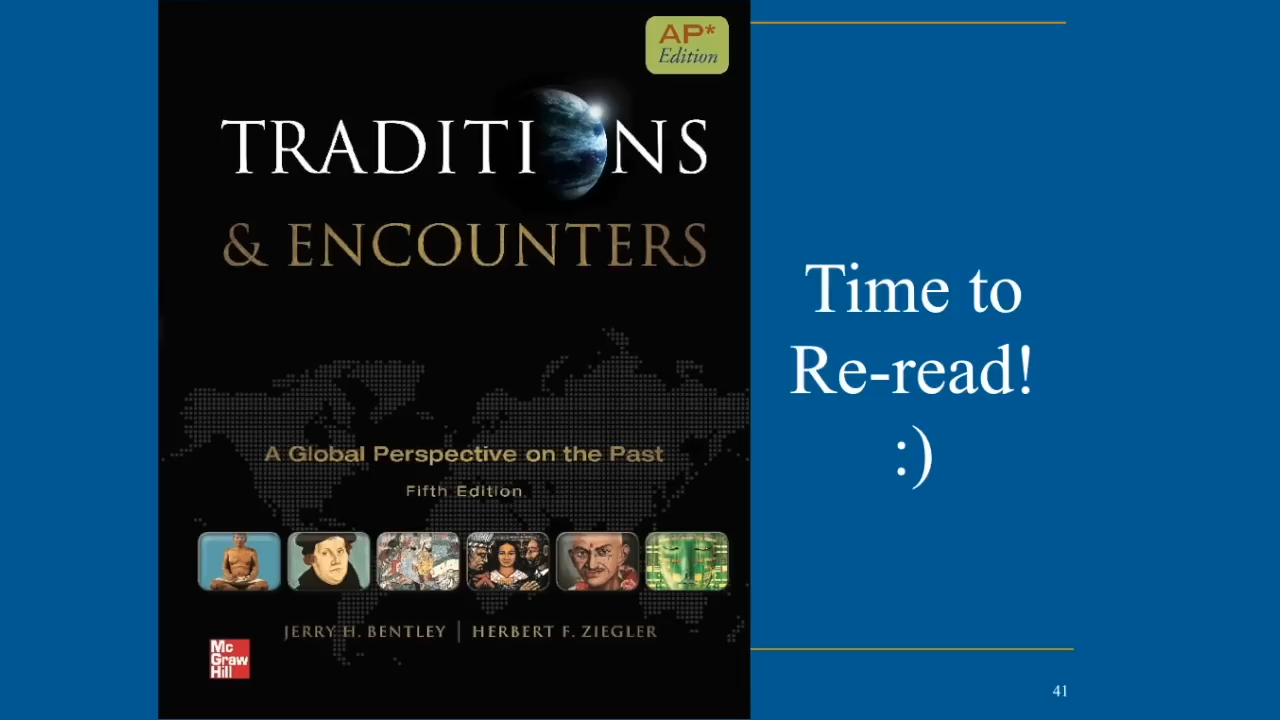 AP*
Edition
TRADITIONS
& ENCOUNTERS
A Global Perspective on the Past
Fifth Edition
JERRY H. BENTLEY | HERBERT F. ZIEGLER
Mc
Graw
Hill
Time to
Re-read!
:)
41